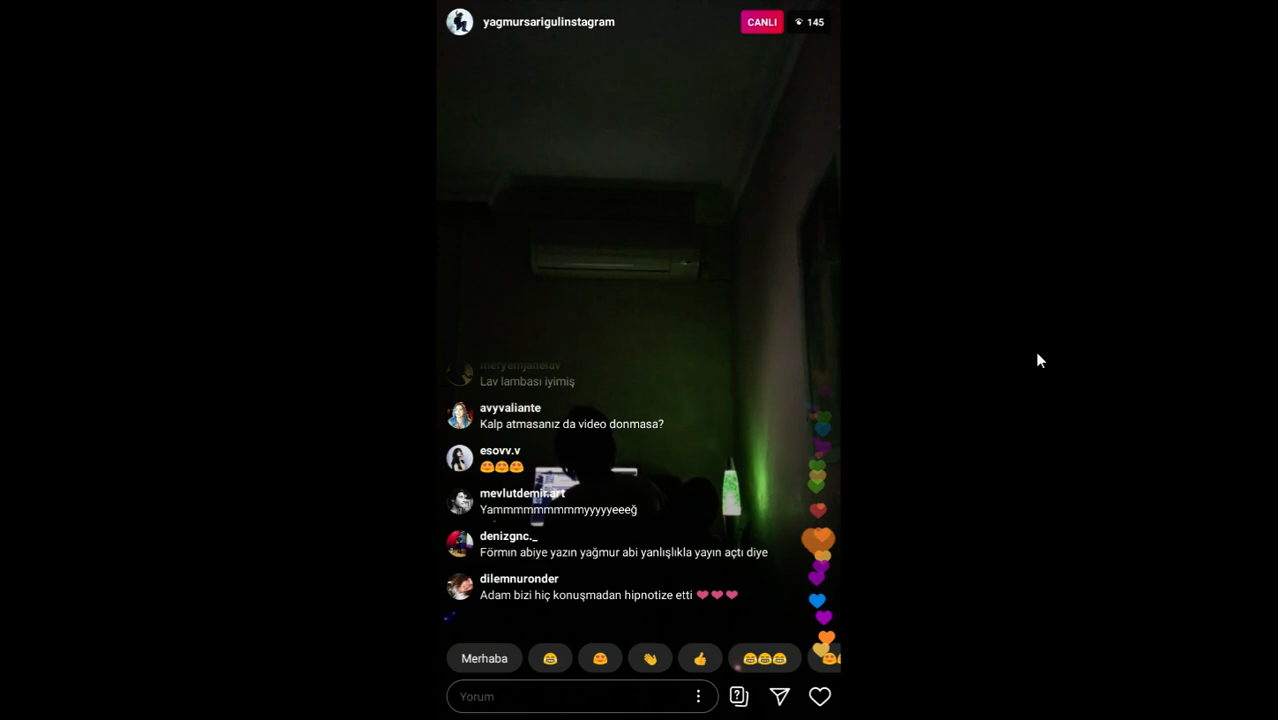 yagmursarigulinstagram
CANLI
145
meryemjanelav
Lav lambası iyimiş
avyvaliante
Kalp atmasanız da video donmasa?
esovv.v
😍😍😍
mevlutdemir.art
Yammmmmmmmmyyyyyeeeğ
denizgnc._
Förmın abiye yazın yağmur abi yanlışlıkla yayın açtı diye
dilemnuronder
Adam bizi hiç konuşmadan hipnotize etti ❤❤❤
Merhaba 😂 😍 👏 👍 😂😂😂
Yorum